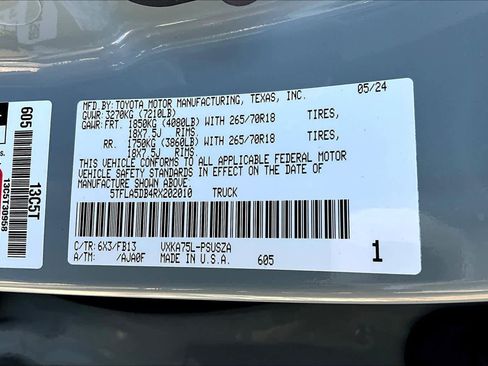 MFD.BY: TOYOTA MOTOR MANUFACTURING, TEXAS, INC. 05/24
GVWR: 3270KG (7210LB)
GAWR: FRT. 1850KG (4080LB) WITH 265/70R18 TIRES,
18X7.5J RIMS,
RR. 1750KG (3860LB) WITH 265/70R18 TIRES,
18X7.5J RIMS.
THIS VEHICLE CONFORMS TO ALL APPLICABLE FEDERAL MOTOR
VEHICLE SAFETY STANDARDS IN EFFECT ON THE DATE OF
MANUFACTURE SHOWN ABOVE.
5TFLA5DB4RX202010 TRUCK
C/TR: 6X3/FB13 VXKA75L-PSUSZA
A/TM: /AJA0F MADE IN U.S.A. 605 1
605 13C5T
13C5T30958